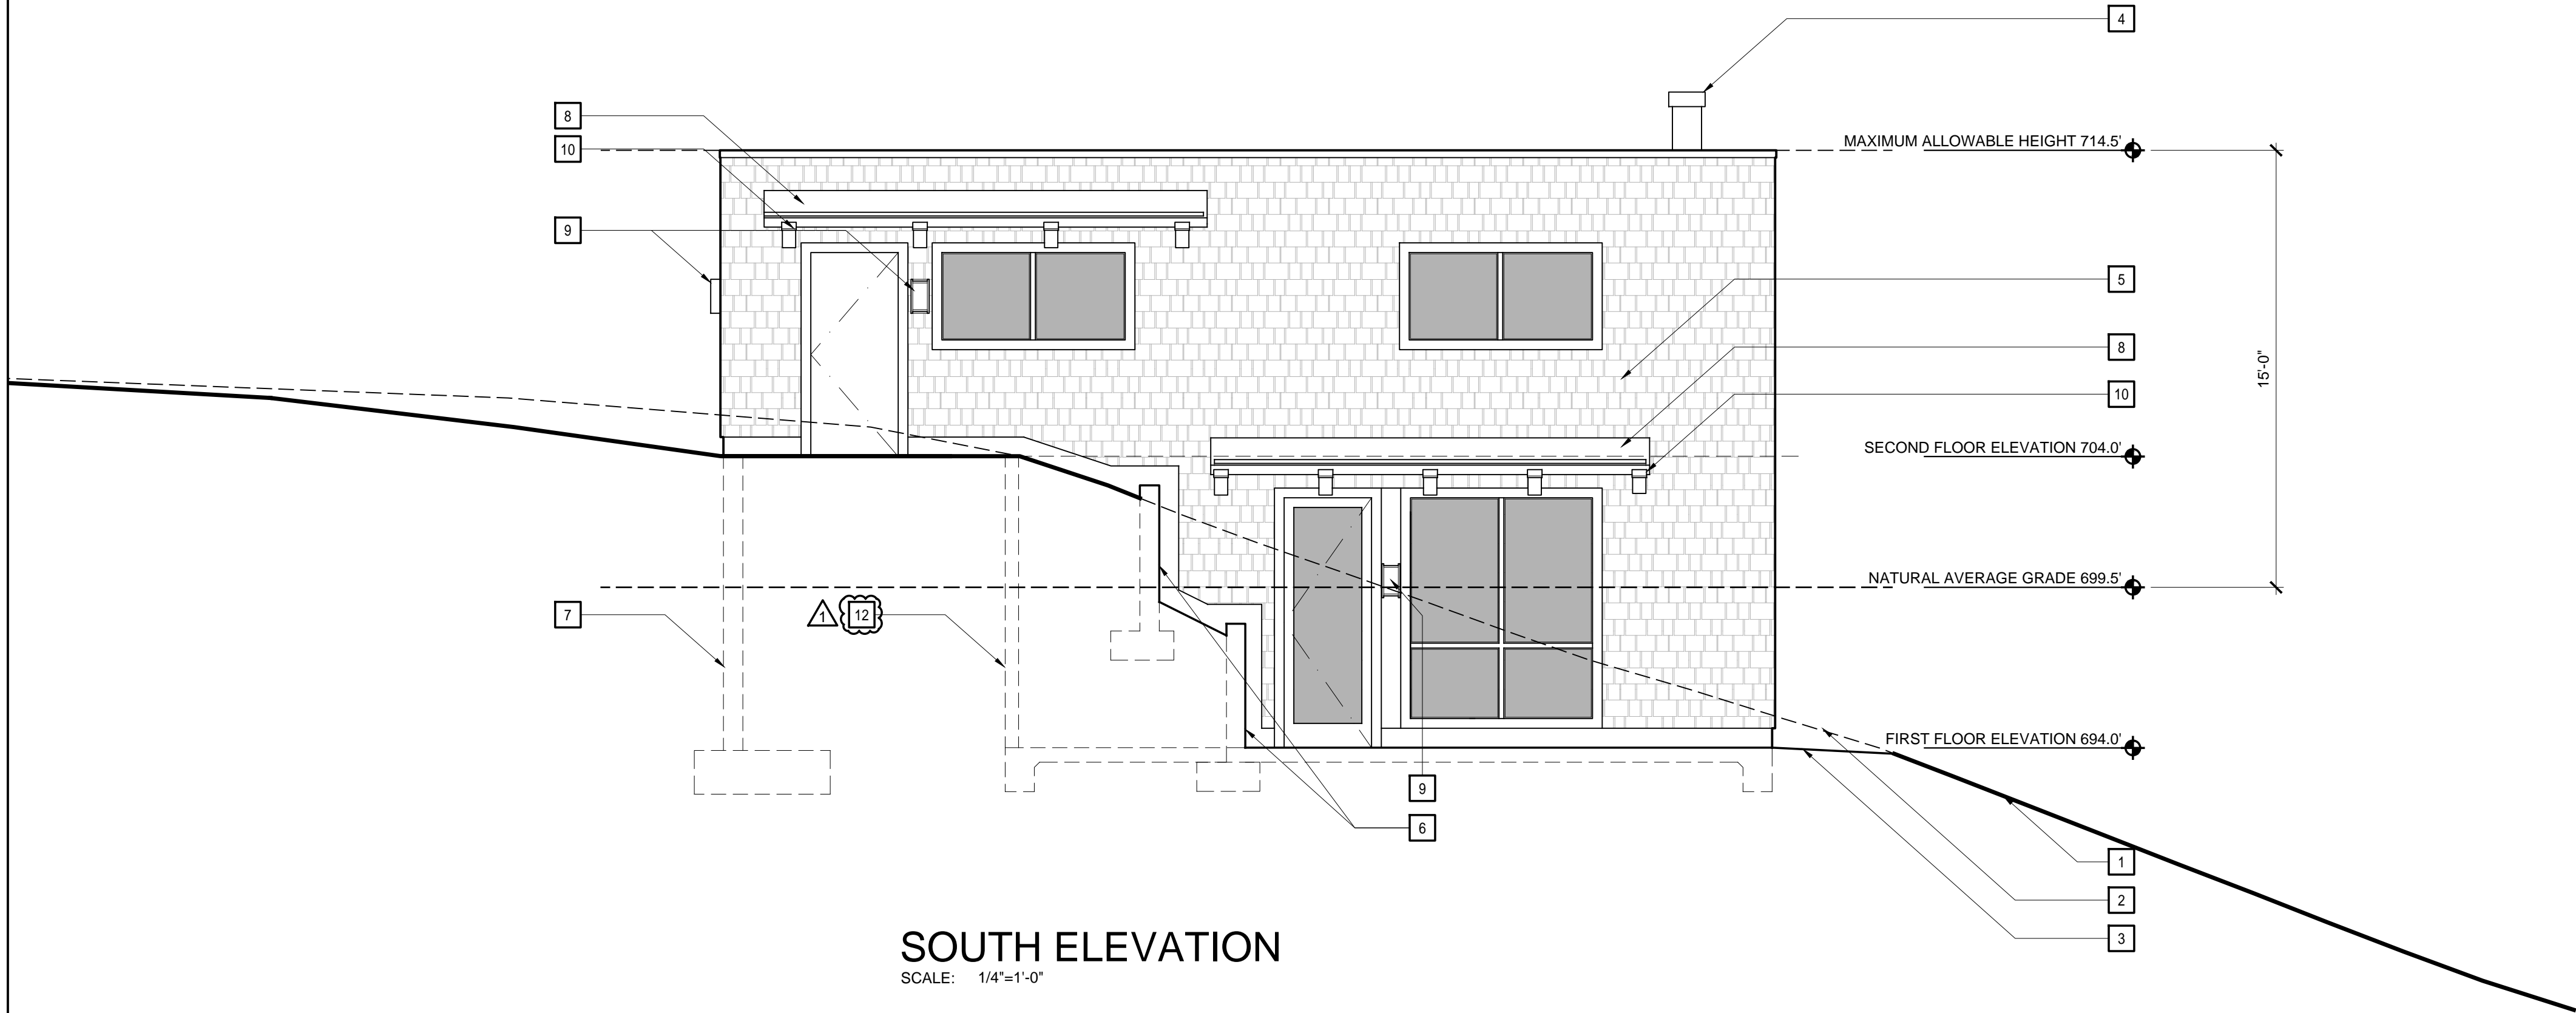 4
8
10
MAXIMUM ALLOWABLE HEIGHT 714.5'
9
5
8
15'-0"
10
SECOND FLOOR ELEVATION 704.0'
NATURAL AVERAGE GRADE 699.5'
7
1
12
FIRST FLOOR ELEVATION 694.0'
9
6
1
2
3
SOUTH ELEVATION
SCALE: 1/4"=1'-0"